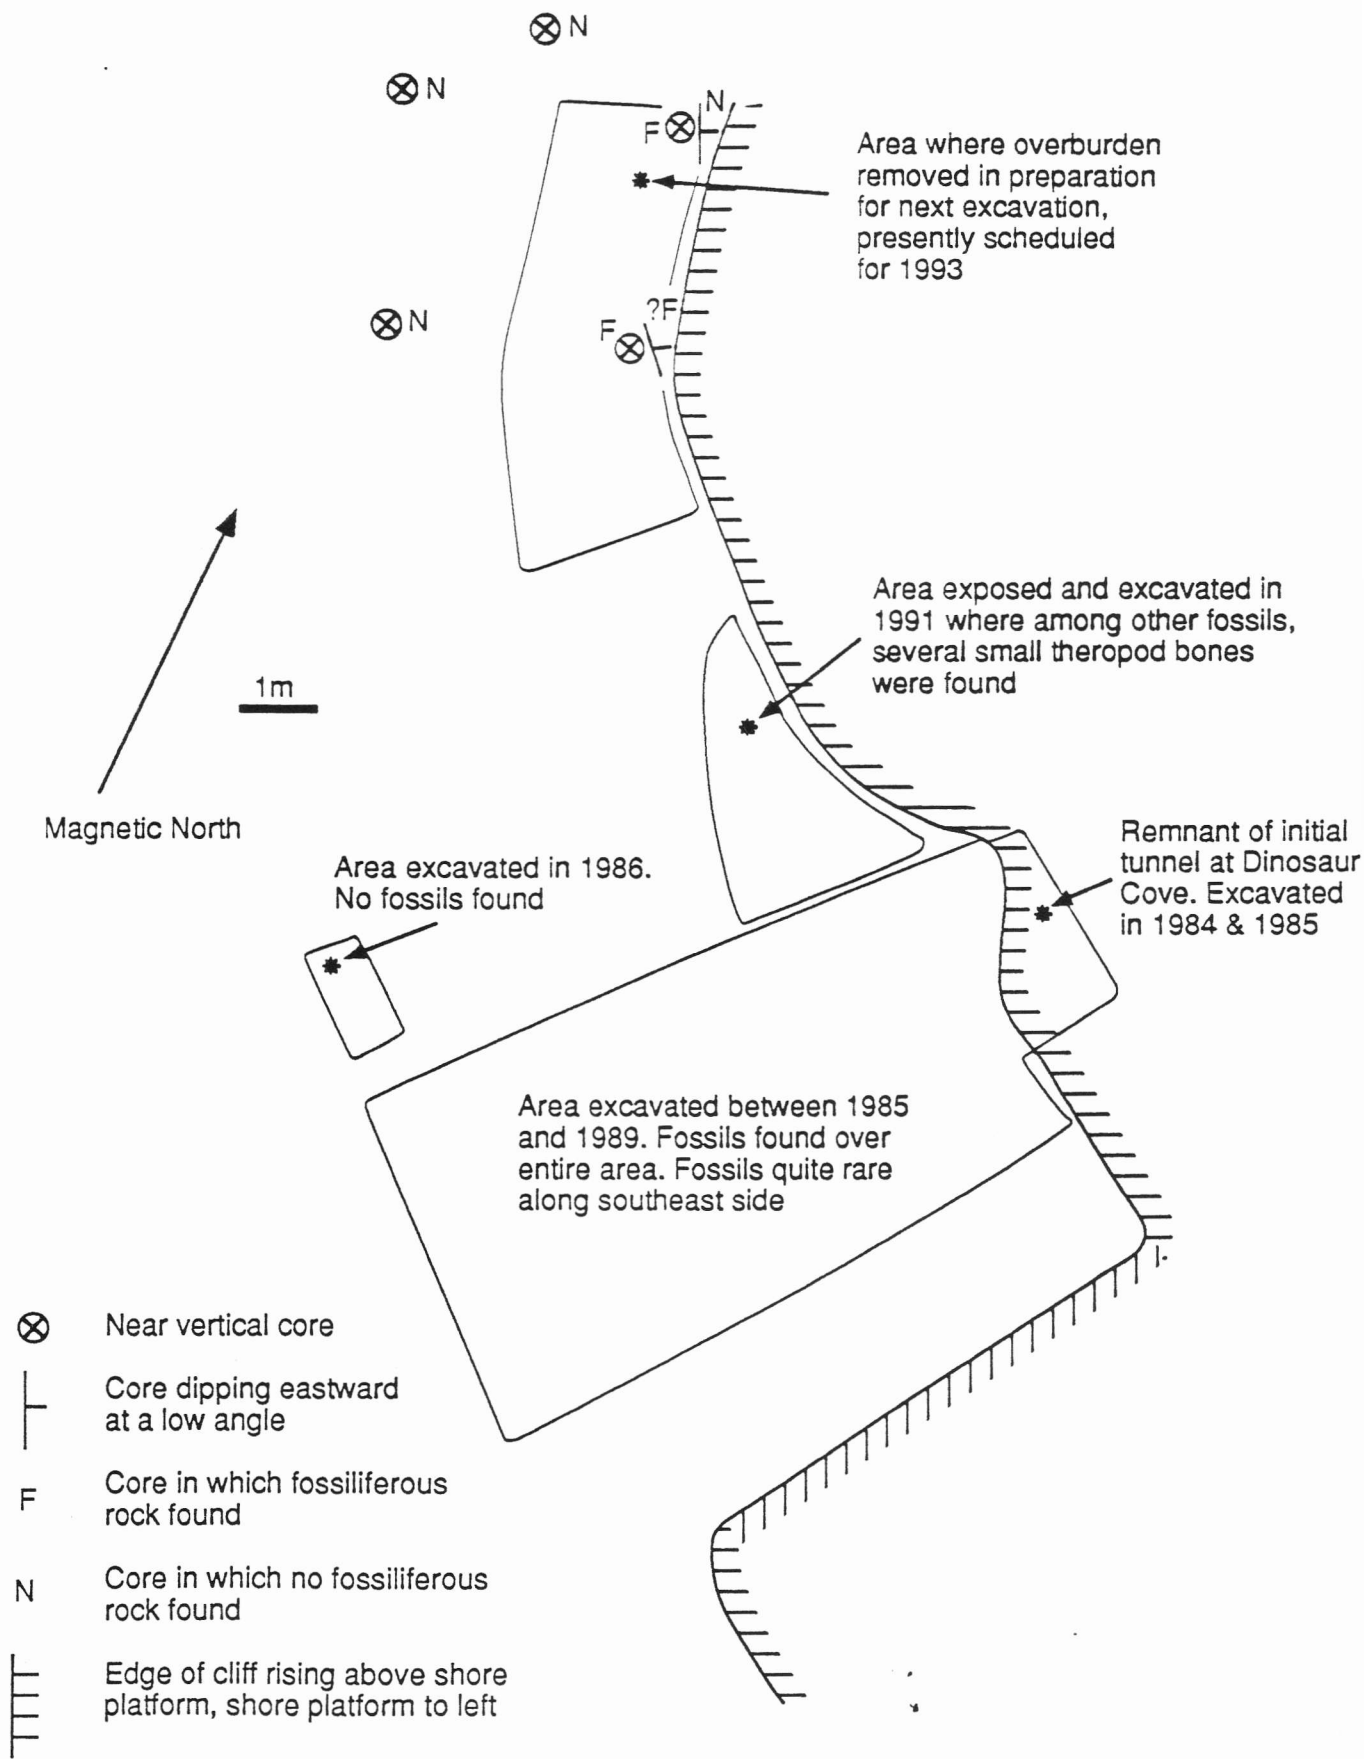 N
N
N
F
Area where overburden
removed in preparation
for next excavation,
presently scheduled
for 1993
?F
N
F
Area exposed and excavated in
1991 where among other fossils,
several small theropod bones
were found
1m
Magnetic North
Remnant of initial
tunnel at Dinosaur
Cove. Excavated
in 1984 & 1985
Area excavated in 1986.
No fossils found
Area excavated between 1985
and 1989. Fossils found over
entire area. Fossils quite rare
along southeast side
Near vertical core
Core dipping eastward
at a low angle
F
Core in which fossiliferous
rock found
N
Core in which no fossiliferous
rock found
Edge of cliff rising above shore
platform, shore platform to left